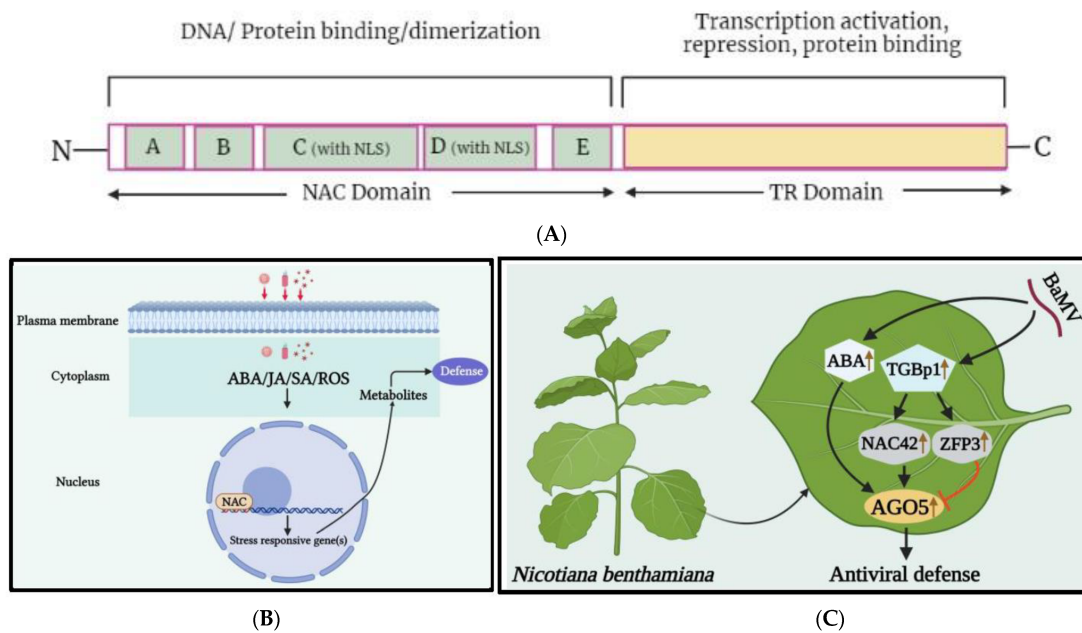 DNA/ Protein binding/dimerization
Transcription activation,
repression, protein binding
N
A
B
C (with NLS)
D (with NLS)
E
C
NAC Domain
TR Domain
(A)
Plasma membrane
Cytoplasm
ABA/JA/SA/ROS
Metabolites
Defense
Nucleus
NAC
Stress responsive gene(s)
(B)
BaMV
ABA
TGBp1
NAC42
ZFP3
AGO5
Nicotiana benthamiana
Antiviral defense
(C)